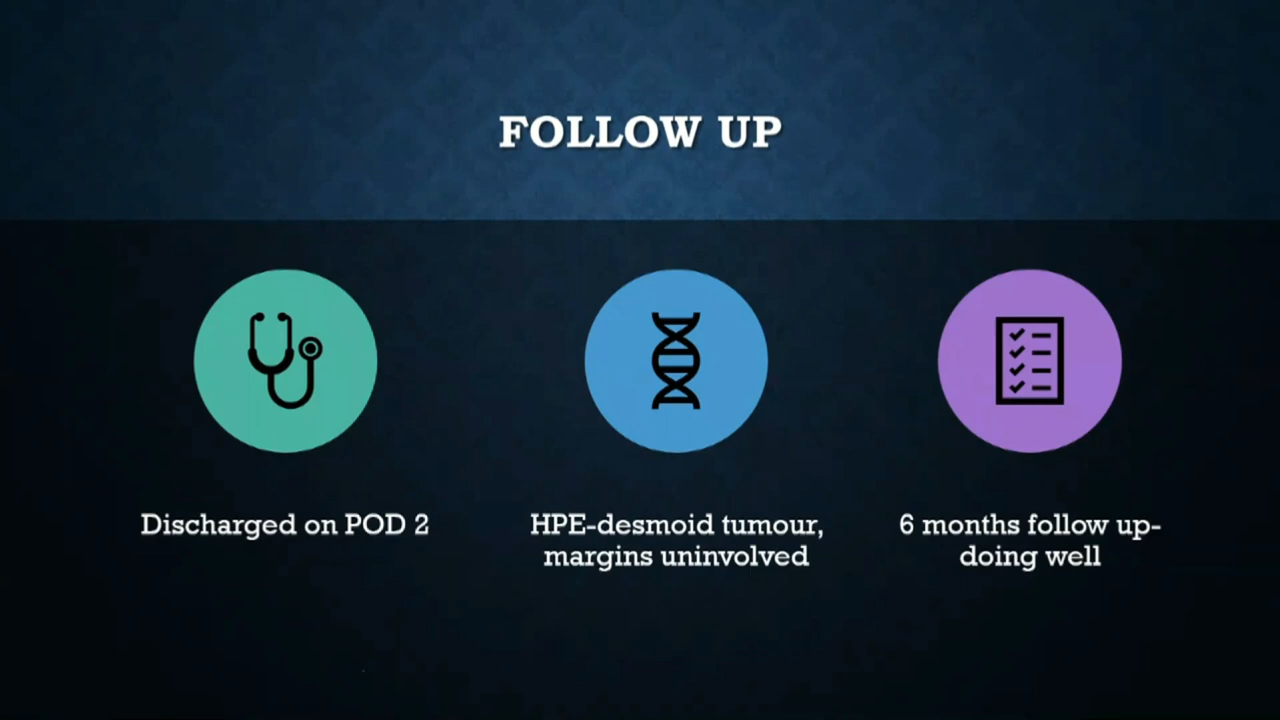 FOLLOW UP
Discharged on POD 2
HPE-desmoid tumour,
margins uninvolved
6 months follow up-
doing well